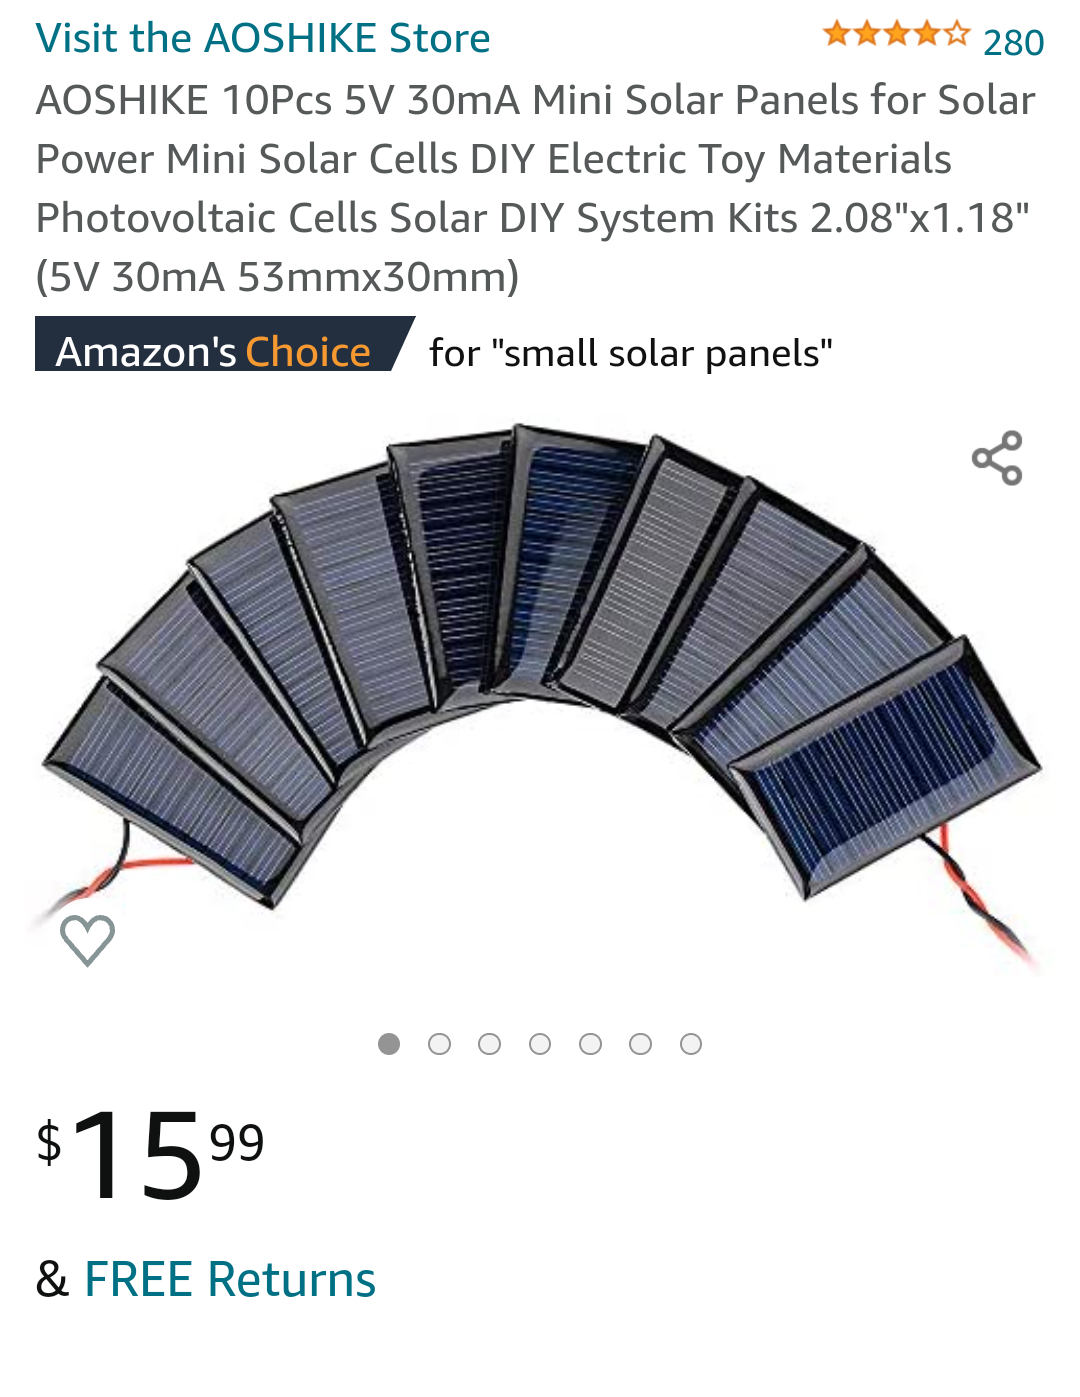 Visit the AOSHIKE Store
280
AOSHIKE 10Pcs 5V 30mA Mini Solar Panels for Solar
Power Mini Solar Cells DIY Electric Toy Materials
Photovoltaic Cells Solar DIY System Kits 2.08"x1.18"
(5V 30mA 53mmx30mm)
Amazon's Choice for "small solar panels"
$15 99
& FREE Returns